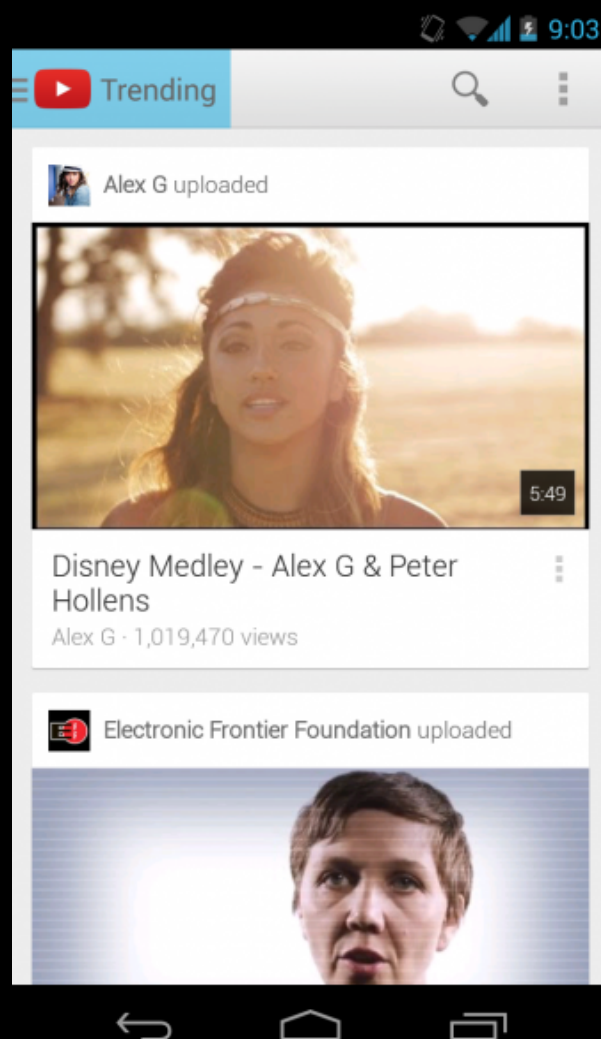 9:03
Trending
Alex G uploaded
5:49
Disney Medley - Alex G & Peter
Hollens
Alex G · 1,019,470 views
Electronic Frontier Foundation uploaded